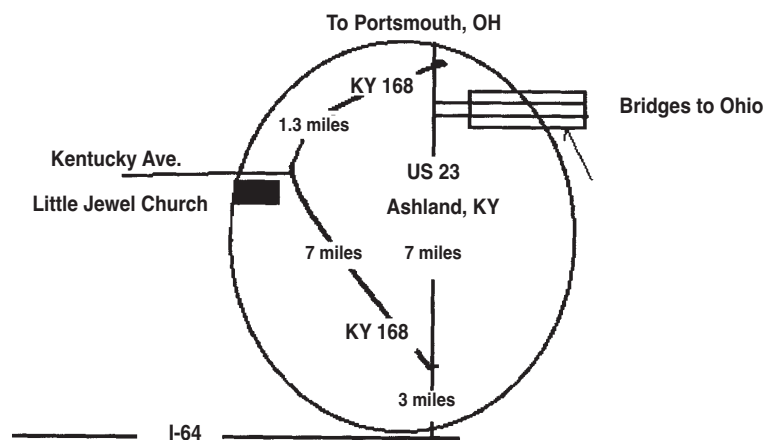 To Portsmouth, OH
KY 168
Bridges to Ohio
1.3 miles
Kentucky Ave.
US 23
Little Jewel Church
Ashland, KY
7 miles
7 miles
KY 168
3 miles
I-64